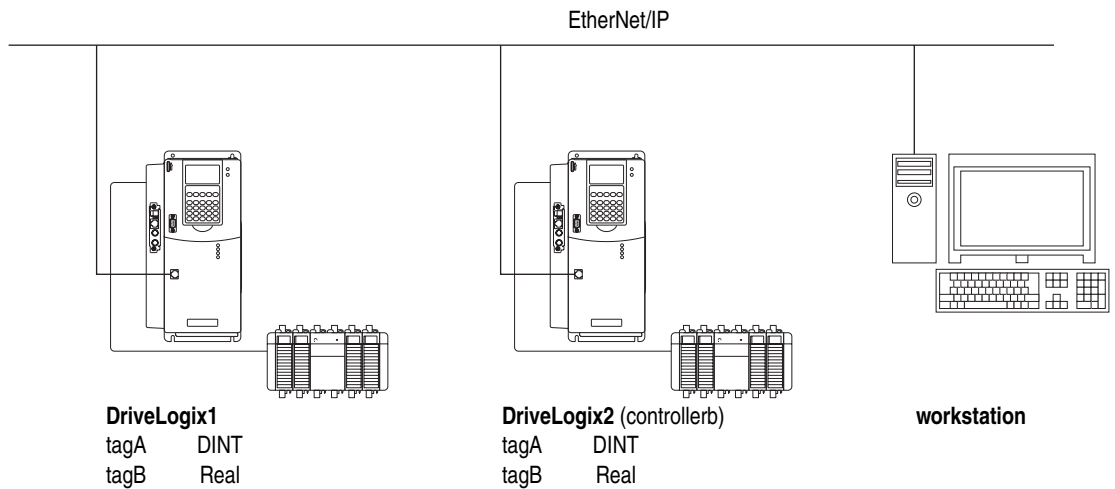 EtherNet/IP
DriveLogix1
tagA DINT
tagB Real
DriveLogix2 (controllerb)
tagA DINT
tagB Real
workstation